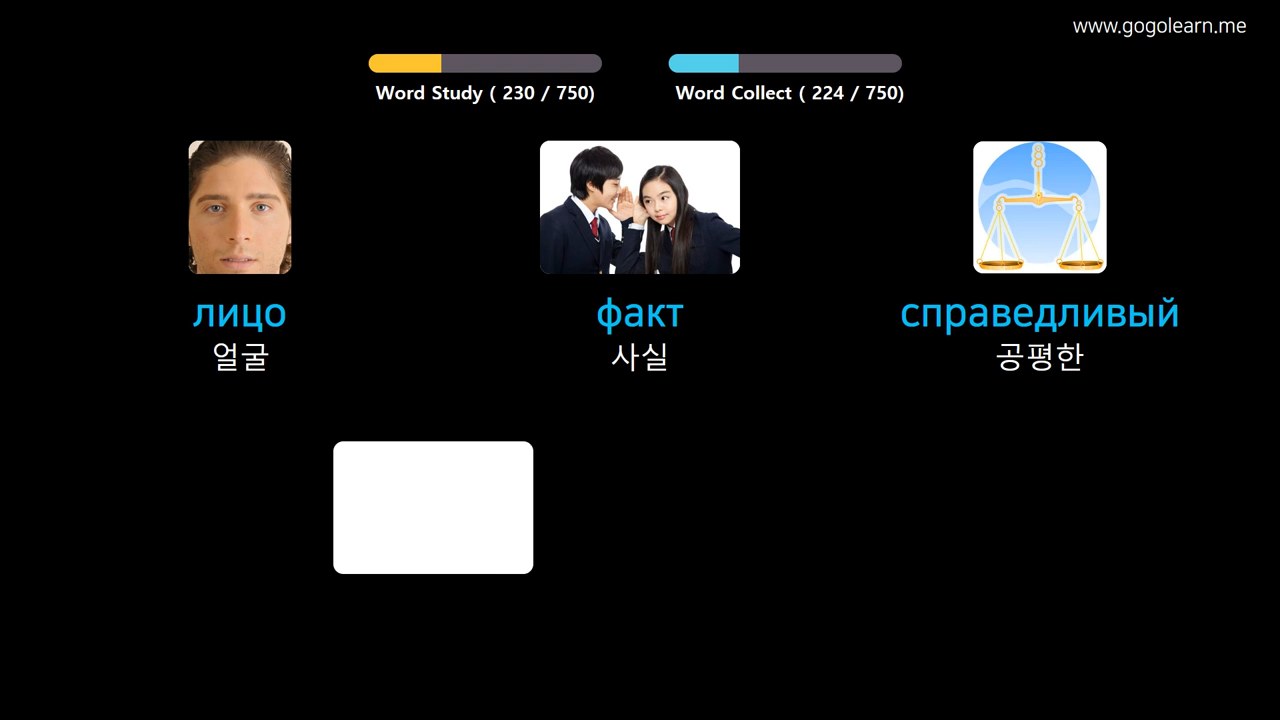 www.gogolearn.me
Word Study ( 230 / 750)
Word Collect ( 224 / 750)
лицо
얼굴
факт
사실
справедливый
공평한